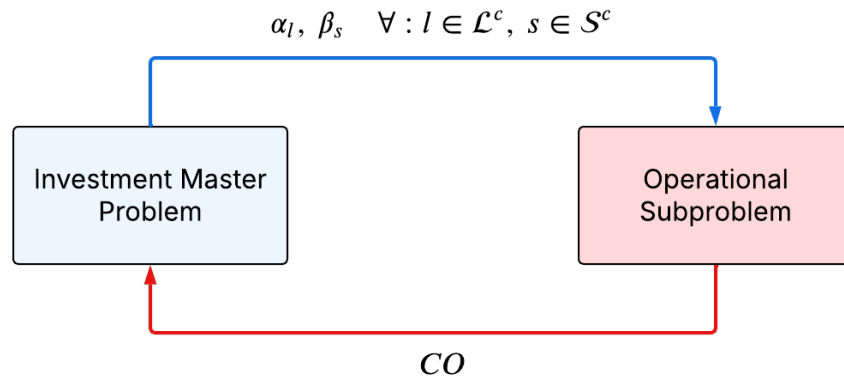 αₗ, βₛ ∀ : l ∈ 𝓛ᶜ, s ∈ 𝓢ᶜ
Investment Master
Problem
Operational
Subproblem
CO